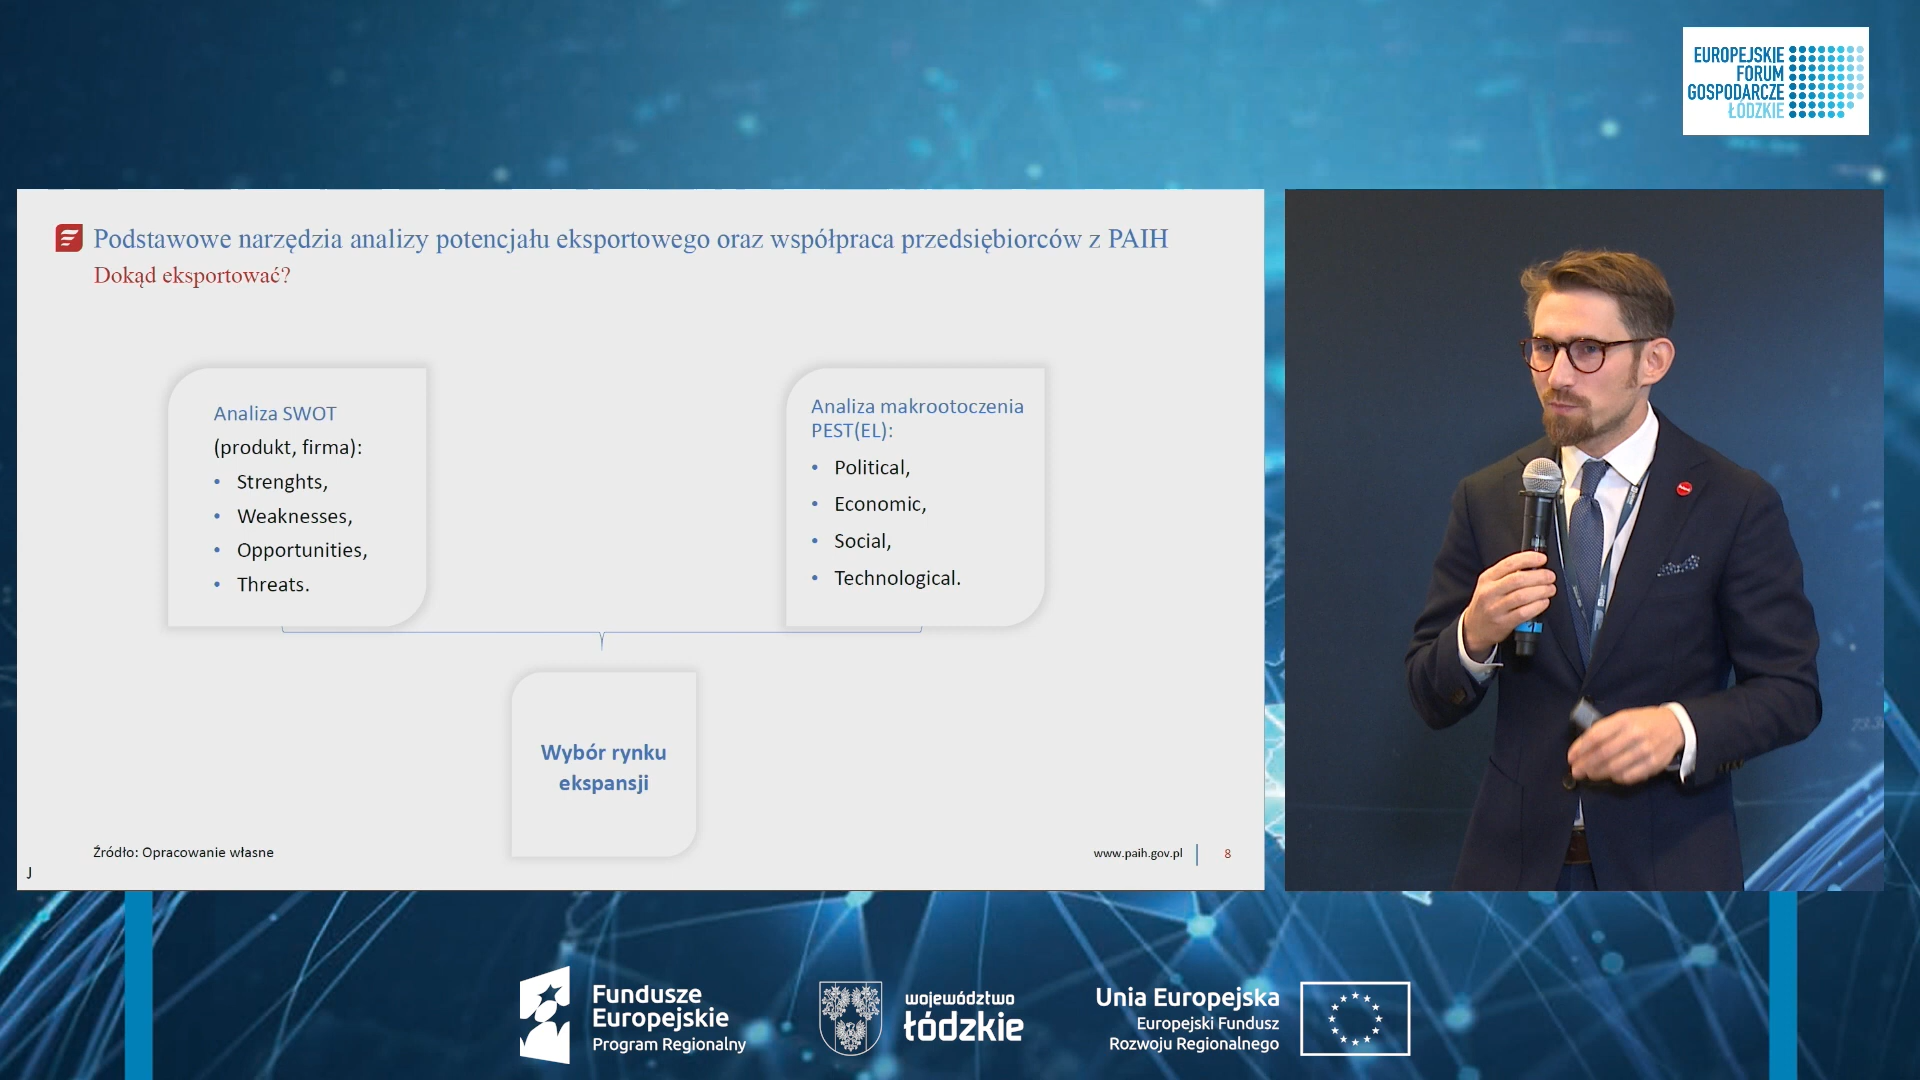 EUROPEJSKIE
FORUM
GOSPODARCZE
ŁÓDZKIE
Podstawowe narzędzia analizy potencjału eksportowego oraz współpraca przedsiębiorców z PAIH
Dokąd eksportować?
Analiza SWOT
(produkt, firma):
• Strenghts,
• Weaknesses,
• Opportunities,
• Threats.
Analiza makrootoczenia
PEST(EL):
• Political,
• Economic,
• Social,
• Technological.
Wybór rynku
ekspansji
Źródło: Opracowanie własne
www.paih.gov.pl
8
J
Fundusze
Europejskie
Program Regionalny
województwo
łódzkie
Unia Europejska
Europejski Fundusz
Rozwoju Regionalnego